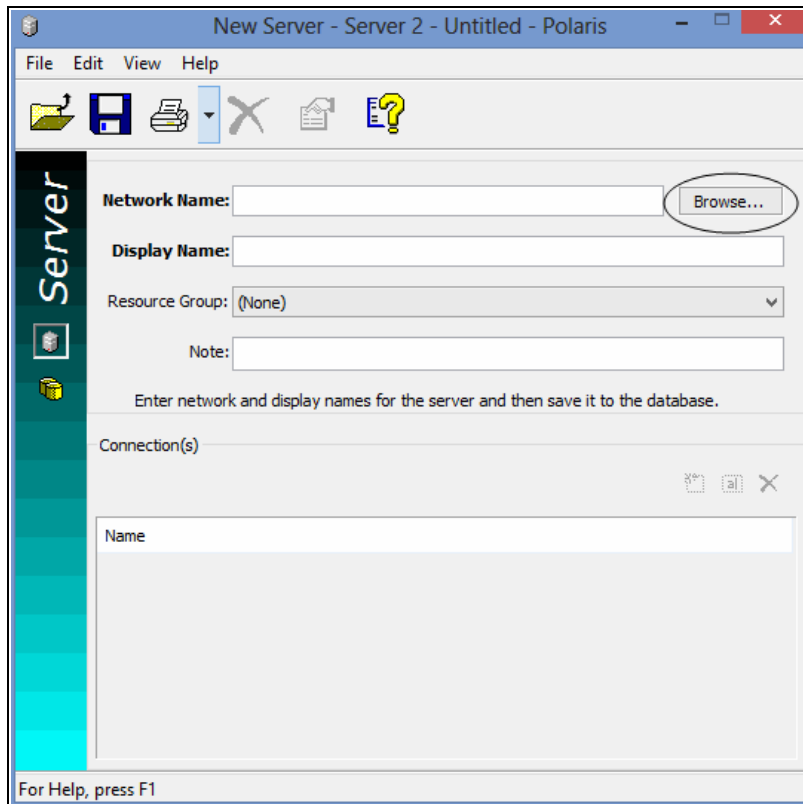 New Server - Server 2 - Untitled - Polaris
File Edit View Help
Server
Network Name:
Browse...
Display Name:
Resource Group: (None)
Note:
Enter network and display names for the server and then save it to the database.
Connection(s)
Name
For Help, press F1